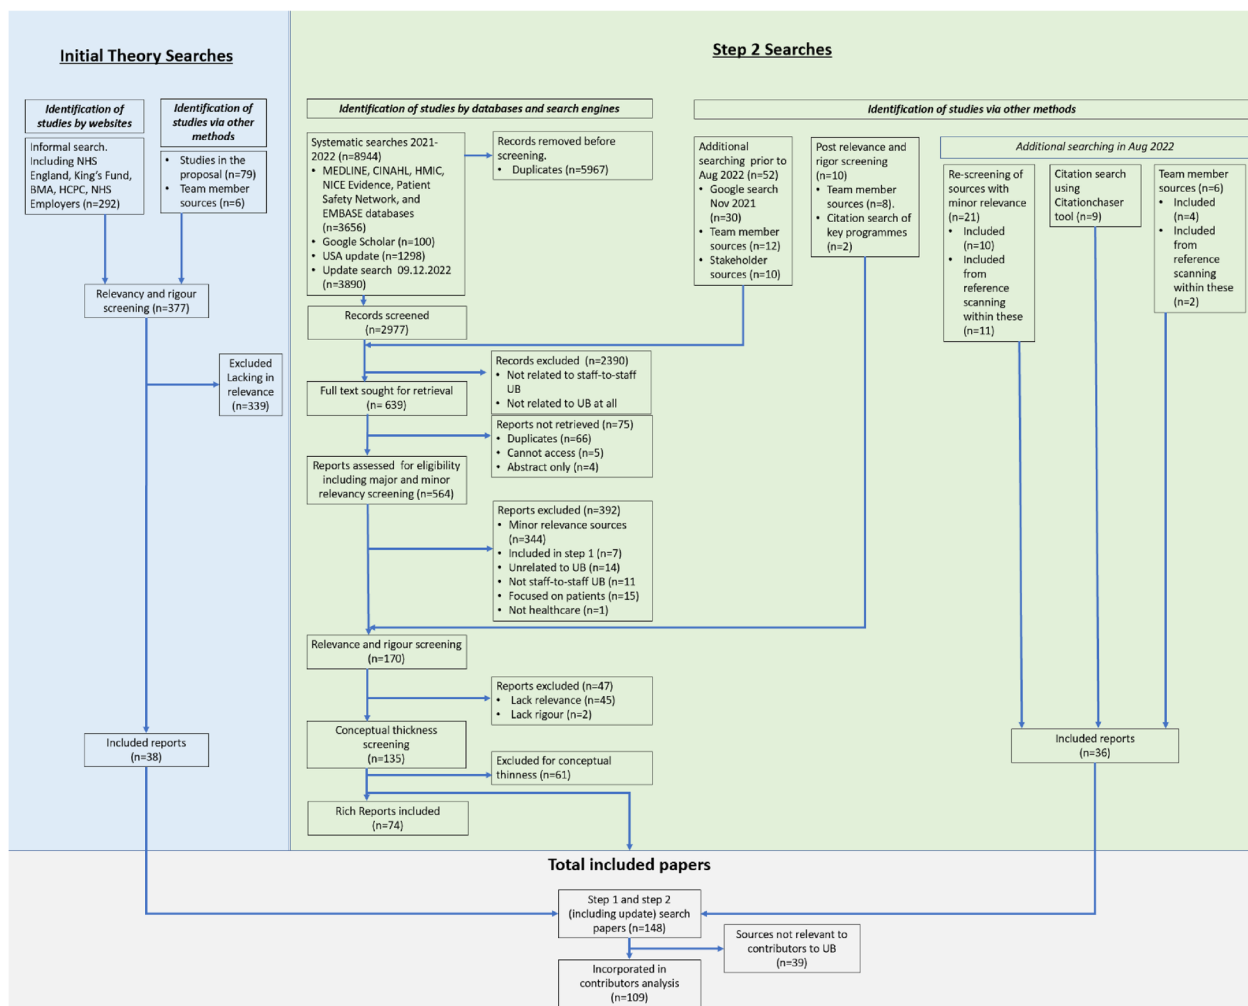 Initial Theory Searches
Identification of
studies by websites
Identification of
studies via other
methods
Informal search.
Including NHS
England, King's Fund,
BMA, HCPC, NHS
Employers (n=292)
• Studies in the
proposal (n=79)
• Team member
sources (n=6)
Relevancy and rigour
screening (n=377)
Excluded
Lacking in
relevance
(n=339)
Included reports
(n=38)
Step 2 Searches
Identification of studies by databases and search engines
Systematic searches 2021-
2022 (n=8944)
• MEDLINE, CINAHL, HMIC,
NICE Evidence, Patient
Safety Network, and
EMBASE databases
(n=3656)
• Google Scholar (n=100)
• USA update (n=1298)
• Update search 09.12.2022
(n=3890)
Records removed before
screening.
• Duplicates (n=5967)
Records screened
(n=2977)
Records excluded (n=2390)
• Not related to staff-to-staff
UB
• Not related to UB at all
Full text sought for retrieval
(n= 639)
Reports not retrieved (n=75)
• Duplicates (n=66)
• Cannot access (n=5)
• Abstract only (n=4)
Reports assessed for eligibility
including major and minor
relevancy screening (n=564)
Reports excluded (n=392)
• Minor relevance sources
(n=344)
• Included in step 1 (n=7)
• Unrelated to UB (n=14)
• Not staff-to-staff UB (n=11
• Focused on patients (n=15)
• Not healthcare (n=1)
Relevance and rigour screening
(n=170)
Reports excluded (n=47)
• Lack relevance (n=45)
• Lack rigour (n=2)
Conceptual thickness
screening
(n=135)
Excluded for conceptual
thinness (n=61)
Rich Reports included
(n=74)
Identification of studies via other methods
Additional
searching prior to
Aug 2022 (n=52)
• Google search
Nov 2021
(n=30)
• Team member
sources (n=12)
• Stakeholder
sources (n=10)
Post relevance and
rigor screening
(n=10)
• Team member
sources (n=8).
• Citation search of
key programmes
(n=2)
Additional searching in Aug 2022
Re-screening of
sources with
minor relevance
(n=21)
• Included
(n=10)
• Included
from
reference
scanning
within these
(n=11)
Citation search
using
Citationchaser
tool (n=9)
Team member
sources (n=6)
• Included
(n=4)
• Included
from
reference
scanning
within these
(n=2)
Included reports
(n=36)
Total included papers
Step 1 and step 2
(including update) search
papers (n=148)
Sources not relevant to
contributors to UB
(n=39)
Incorporated in
contributors analysis
(n=109)